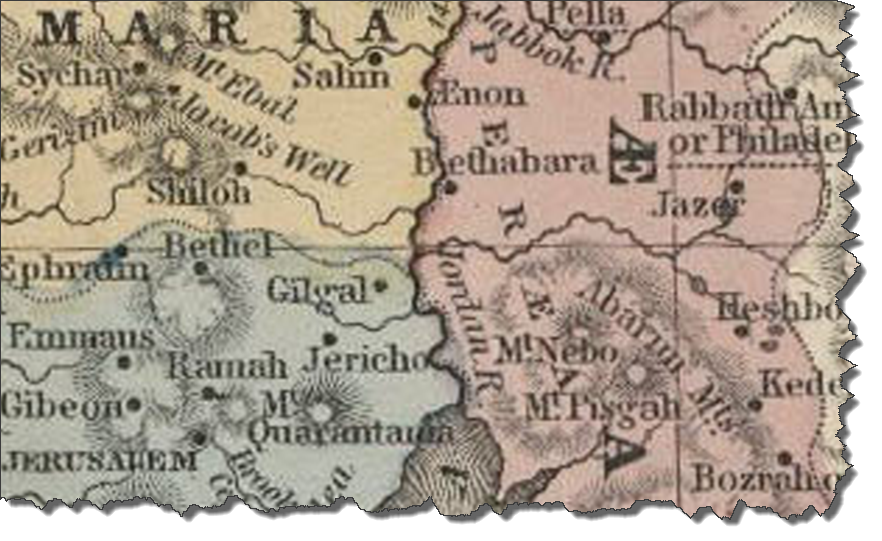 MARIA
Pella
Jabbok R.
Sychar
Mt. Ebal
Salim
Enon
Rabbath Am
or Philadel
Gerizim
Jacob's Well
Bethabara
Æ
Shiloh
Jazer
PERÆA
Bethel
Ephraim
Gilgal
Jordan R.
Abarim Mts.
Heshbo
Emmaus
Ramah
Jericho
Mt. Nebo
Kede
Gibeon
Mt.
Quarantania
Mt. Pisgah
A
JERUSALEM
Brook
Bozrah